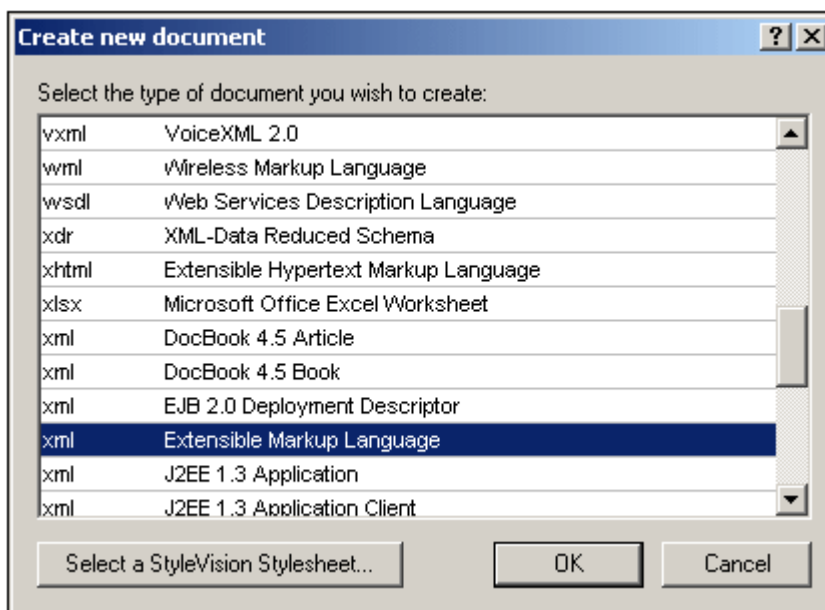 Create new document
Select the type of document you wish to create:
vxml VoiceXML 2.0
wml Wireless Markup Language
wsdl Web Services Description Language
xdr XML-Data Reduced Schema
xhtml Extensible Hypertext Markup Language
xlsx Microsoft Office Excel Worksheet
xml DocBook 4.5 Article
xml DocBook 4.5 Book
xml EJB 2.0 Deployment Descriptor
xml Extensible Markup Language
xml J2EE 1.3 Application
xml J2EE 1.3 Application Client
Select a StyleVision Stylesheet... OK Cancel